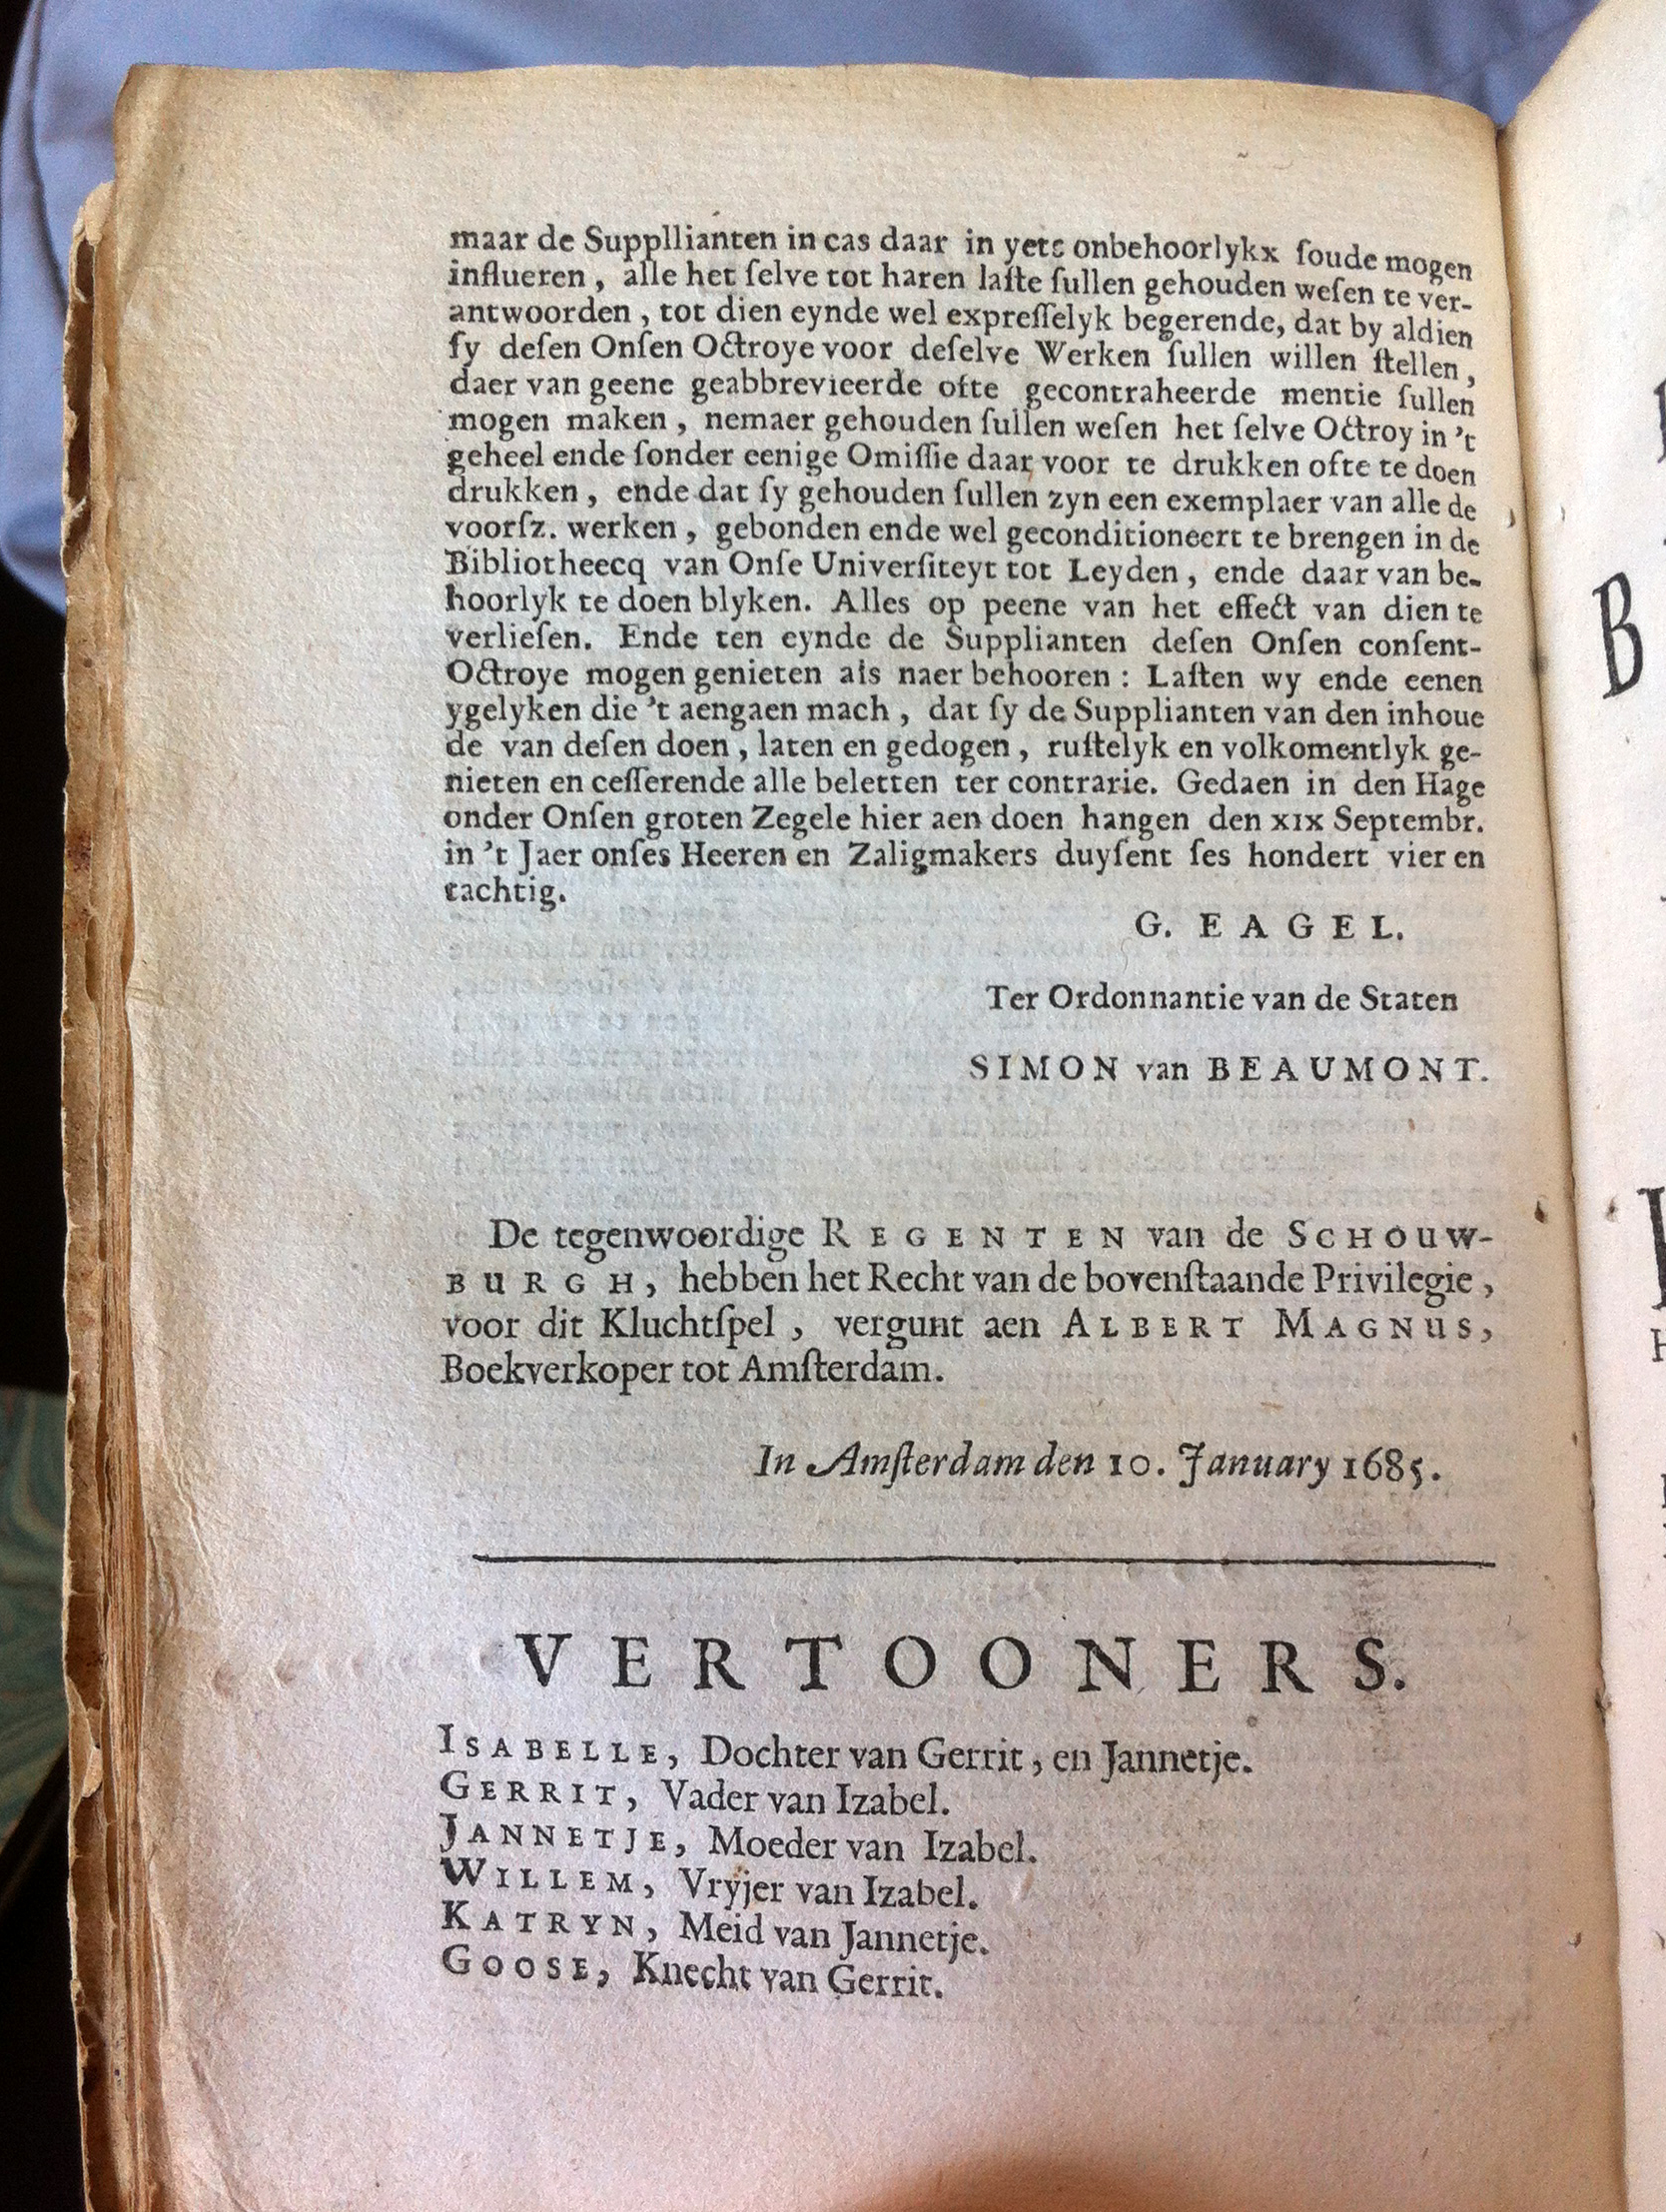 maar de Suppllianten in cas daar in yets onbehoorlykx ſoude mogen
influeren, alle het ſelve tot haren laſte ſullen gehouden weſen te ver-
antwoorden, tot dien eynde wel expreſſelyk begerende, dat by aldien
ſy deſen Onſen Octroye voor deſelve Werken ſullen willen ſtellen,
daer van geene geabbrevieerde ofte gecontraheerde mentie ſullen
mogen maken, nemaer gehouden ſullen weſen het ſelve Octroy in 't
geheel ende ſonder eenige Omiſſie daar voor te drukken ofte te doen
drukken, ende dat ſy gehouden ſullen zyn een exemplaer van alle de
voorſz. werken, gebonden ende wel geconditioneert te brengen in de
Bibliotheecq van Onſe Univerſiteyt tot Leyden, ende daar van be-
hoorlyk te doen blyken. Alles op peene van het effect van dien te
verlieſen. Ende ten eynde de Supplianten deſen Onſen conſent-
Octroye mogen genieten als naer behooren: Laſten wy ende eenen
ygelyken die 't aengaen mach, dat ſy de Supplianten van den inhoue
de van deſen doen, laten en gedogen, ruſtelyk en volkomentlyk ge-
nieten en ceſſerende alle beletten ter contrarie. Gedaen in den Hage
onder Onſen groten Zegele hier aen doen hangen den XIX Septembr.
in 't Jaer onſes Heeren en Zaligmakers duyſent ſes hondert vier en
tachtig.
G. EAGEL.
Ter Ordonnantie van de Staten
SIMON van BEAUMONT.
De tegenwoordige REGENTEN van de SCHOUW-
BURGH, hebben het Recht van de bovenſtaande Privilegie,
voor dit Kluchtſpel, vergunt aen ALBERT MAGNUS,
Boekverkoper tot Amſterdam.
In Amſterdam den 10. January 1685.
VERTOONERS.
ISABELLE, Dochter van Gerrit, en Jannetje.
GERRIT, Vader van Izabel.
JANNETJE, Moeder van Izabel.
WILLEM, Vryjer van Izabel.
KATRYN, Meid van Jannetje.
GOOSE, Knecht van Gerrit.